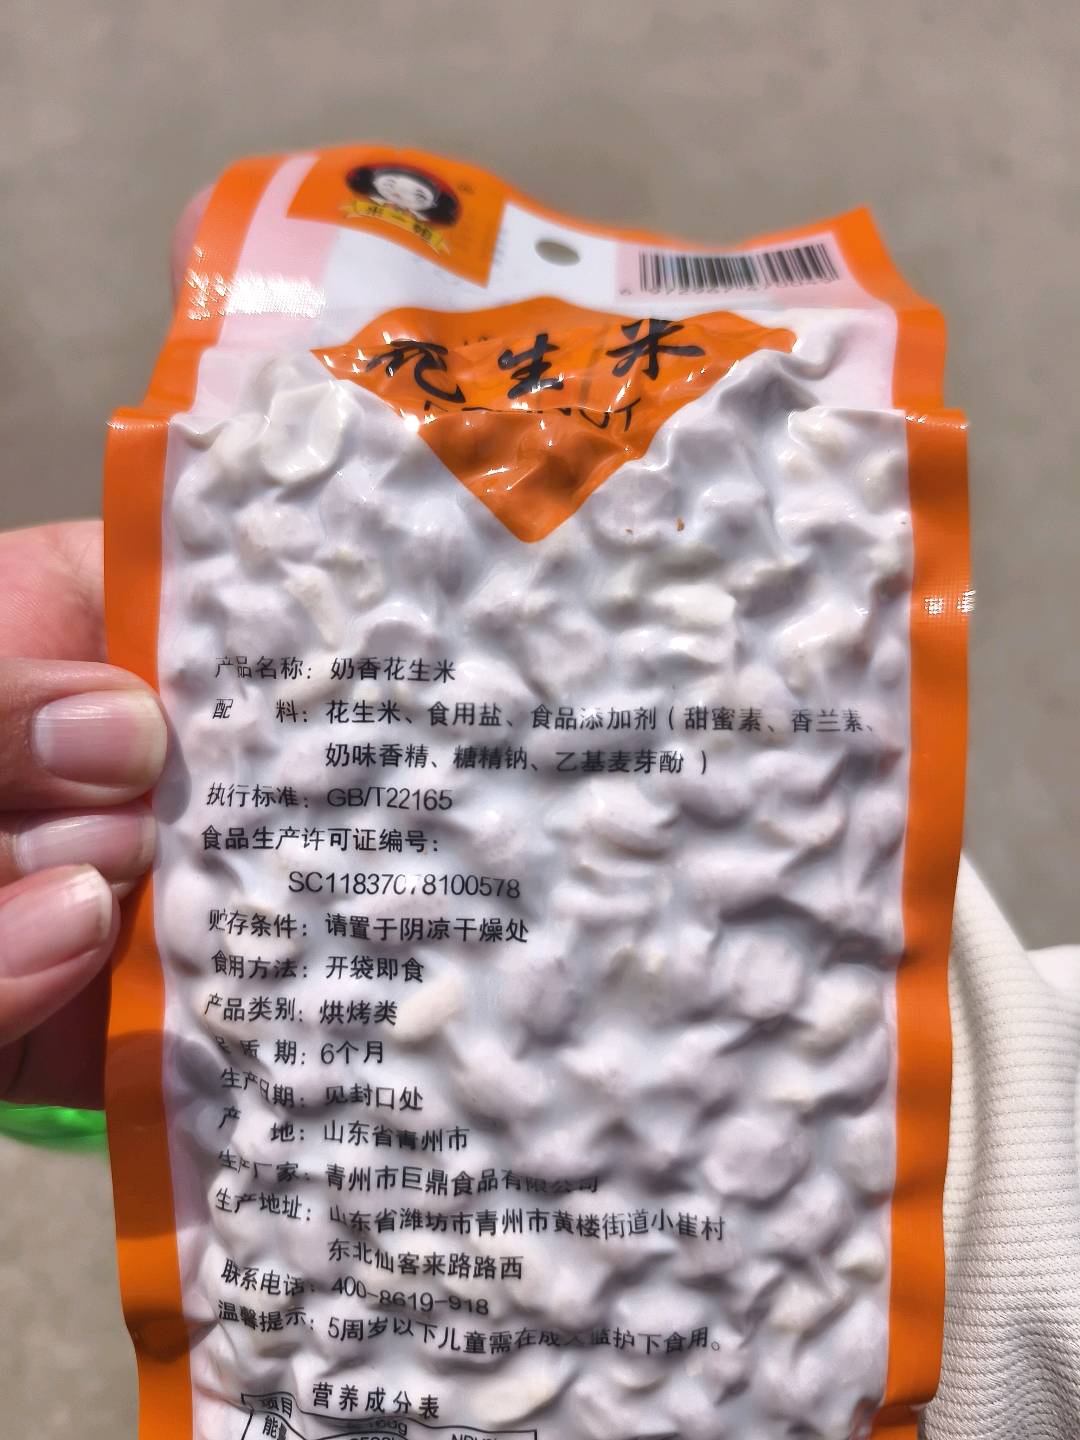 花生米
产品名称：奶香花生米
配 料：花生米、食用盐、食品添加剂（甜蜜素、香兰素、
奶味香精、糖精钠、乙基麦芽酚）
执行标准：GB/T22165
食品生产许可证编号：
SC11837078100578
贮存条件：请置于阴凉干燥处
食用方法：开袋即食
产品类别：烘烤类
质 期：6个月
生产日期：见封口处
产 地：山东省青州市
生产厂家：青州市巨鼎食品有限公司
生产地址：山东省潍坊市青州市黄楼街道小崔村
东北仙客来路路西
联系电话：400-8619-918
温馨提示：5周岁以下儿童需在成人监护下食用。
营养成分表
项目